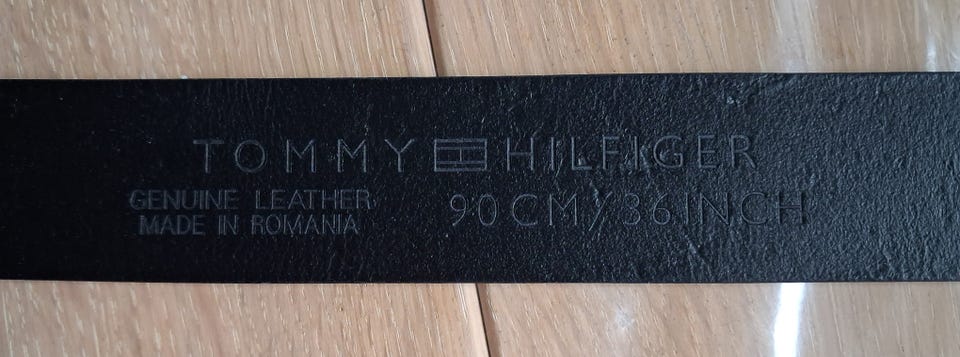 TOMMY HILFIGER
GENUINE LEATHER
MADE IN ROMANIA
90 CM/36 INCH